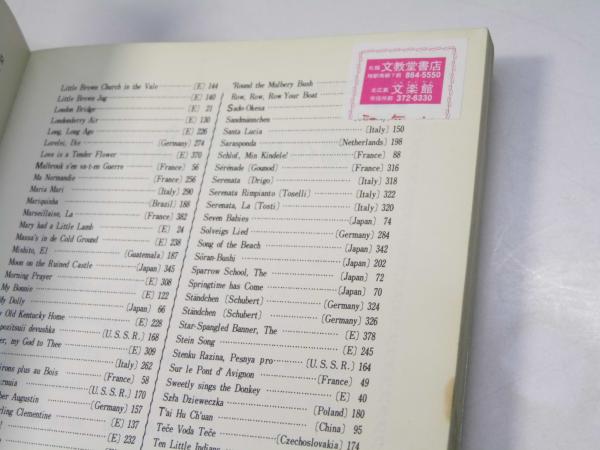 Little Brown Church in the Vale [E] 144
Little Brown Jug [E] 140
London Bridge [E] 21
Londonderry Air [E] 130
Long, Long Ago [E] 226
Lorelei, Die [Germany] 274
Love is a Tender Flower [E] 370
Malbrouk s'en va-t-en Guerre [France] 56
Ma Normandie [France] 256
Maria Mari [Italy] 290
Mariquinha [Brazil] 188
Marseillaise, La [France] 382
Mary had a Little Lamb [E] 24
Massa's in de Cold Ground [E] 238
Mishito, El [Guatemala] 187
Moon on the Ruined Castle [Japan] 345
Morning Prayer [E] 308
My Bonnie [E] 122
My Dolly [Japan] 66
Old Kentucky Home [E] 228
devushka [U.S.S.R.] 168
my God to Thee [E] 309
[Italy] 262
plus au Bois [France] 58
[U.S.S.R.] 170
Augustin [Germany] 157
Clementine [E] 137
[E] 232
'Round the Mulbery Bush
Row, Row, Row Your Boat
Sado Okesa
Sandmännchen
Santa Lucia [Italy] 150
Sarasponda [Netherlands] 198
Schlof, Min Kindele! [France] 88
Sérénade [Gounod] [France] 316
Serenata [Drigo] [Italy] 318
Serenata Rimpianto [Toselli] [Italy] 322
Serenata, La [Tosti] [Italy] 320
Seven Babies [Japan] 74
Solveigs Lied [Germany] 284
Song of the Beach [Japan] 342
Sōran-Bushi [Japan] 202
Sparrow School, The [Japan] 72
Springtime has Come [Japan] 70
Ständchen [Schubert] [Germany] 324
Ständchen [Schubert] [Germany] 326
Star-Spangled Banner, The [E] 378
Stein Song [E] 245
Stenku Razina, Pesnya pro [U.S.S.R.] 164
Sur le Pont d' Avignon [France] 49
Sweetly sings the Donkey [E] 40
Szła Dzieweczka [Poland] 180
T'ai Hu Ch'uan [China] 95
Teče Voda Teče [Czechoslovakia] 174
Ten Little Indians
文教堂書店
864-5550
文楽館
372-6330